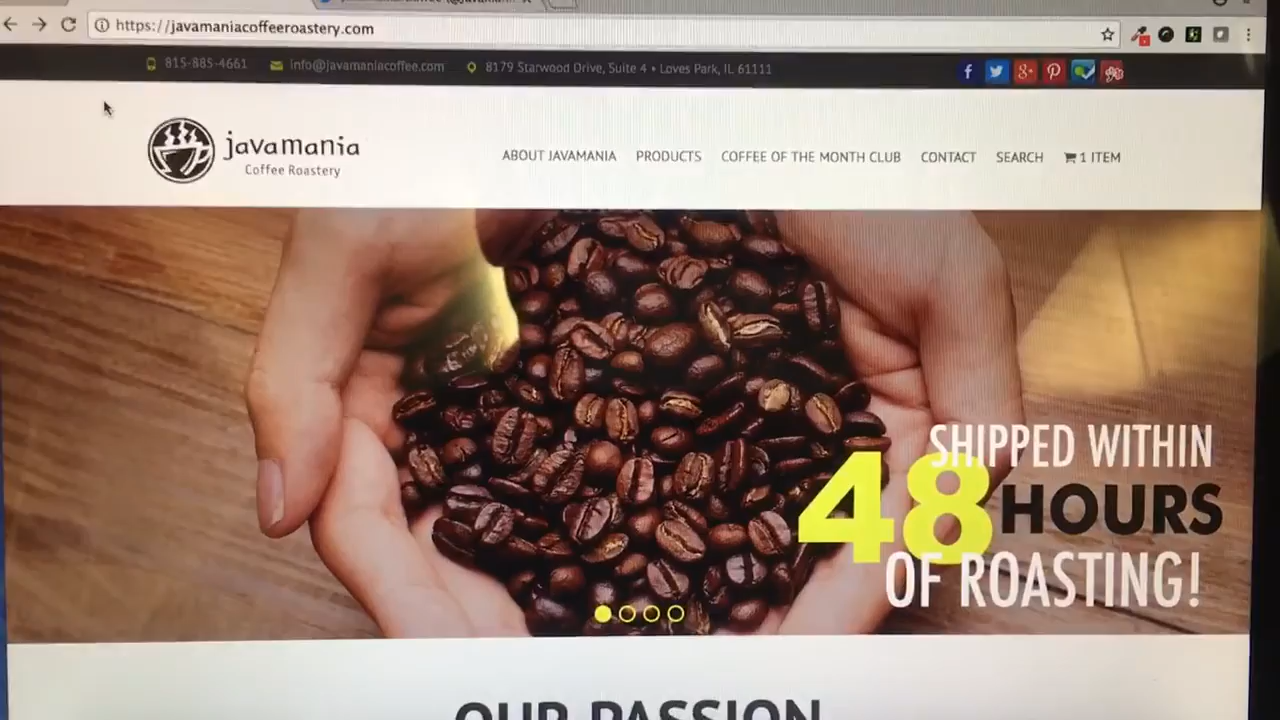 https://javamaniacoffeeroastery.com
815-885-4661 info@javamaniacoffee.com 8179 Starwood Drive, Suite 4 • Loves Park, IL 61111
javamania
Coffee Roastery
ABOUT JAVAMANIA PRODUCTS COFFEE OF THE MONTH CLUB CONTACT SEARCH 1 ITEM
SHIPPED WITHIN
48 HOURS
OF ROASTING!
OUR PASSION